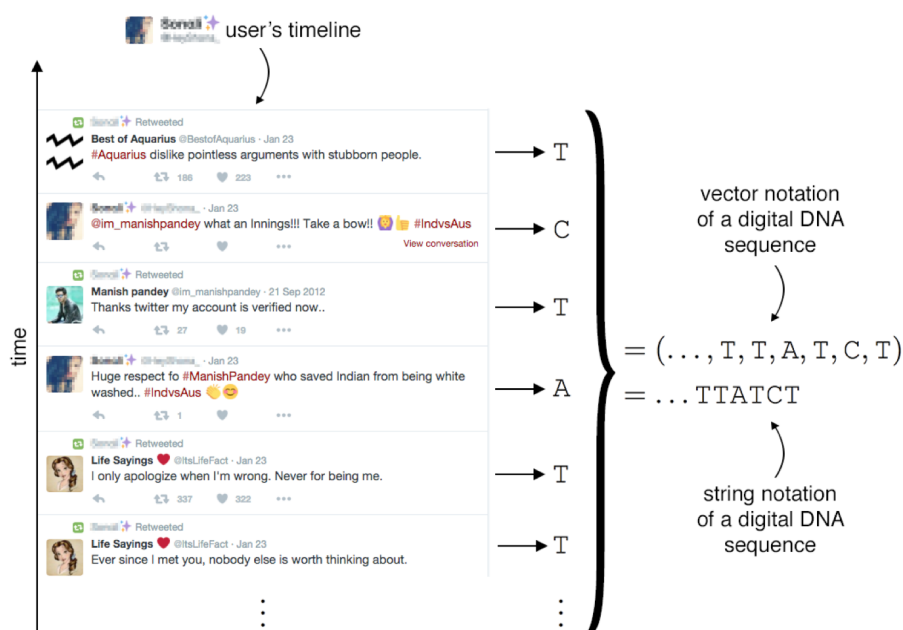 user's timeline
Retweeted
Best of Aquarius @BestofAquarius · Jan 23
#Aquarius dislike pointless arguments with stubborn people.
186 223 •••
T
· Jan 23
@im_manishpandey what an Innings!!! Take a bow!! 🙆👍 #IndvsAus
View conversation
•••
C
Retweeted
Manish pandey @im_manishpandey · 21 Sep 2012
Thanks twitter my account is verified now..
27 19 •••
T
· Jan 23
Huge respect fo #ManishPandey who saved Indian from being white
washed.. #IndvsAus 👏😊
1 •••
A
Retweeted
Life Sayings ❤ @ItsLifeFact · Jan 23
I only apologize when I'm wrong. Never for being me.
337 322 •••
T
Retweeted
Life Sayings ❤ @ItsLifeFact · Jan 23
Ever since I met you, nobody else is worth thinking about.
T
time
vector notation
of a digital DNA
sequence
= (..., T, T, A, T, C, T)
= ...TTATCT
string notation
of a digital DNA
sequence